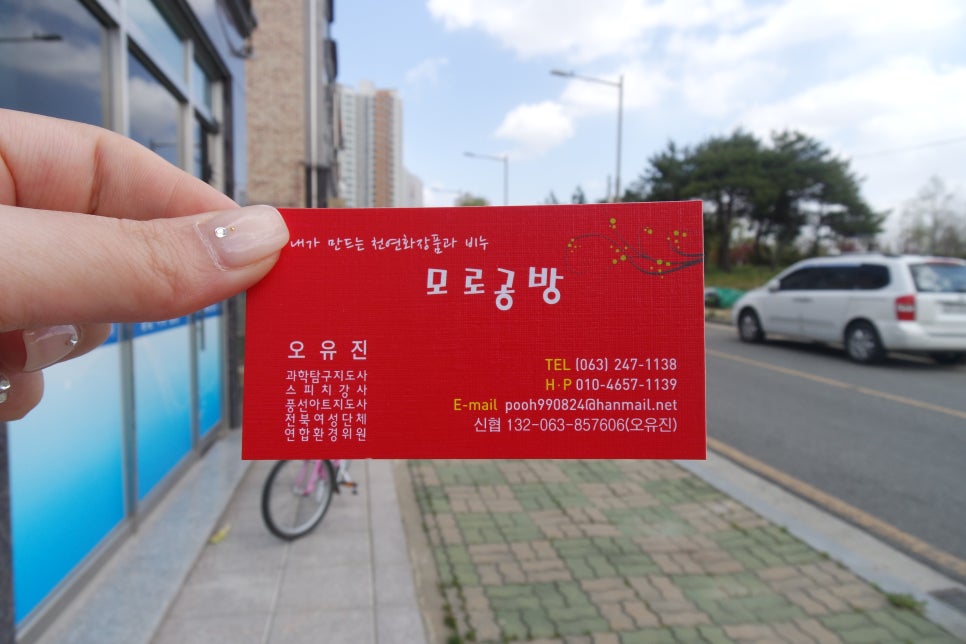 내가 만드는 천연화장품과 비누
모로공방
오유진
과학탐구지도사
스피치강사
풍선아트지도사
전북여성단체
연합환경위원
TEL (063) 247-1138
H·P 010-4657-1139
E-mail pooh990824@hanmail.net
신협 132-063-857606(오유진)